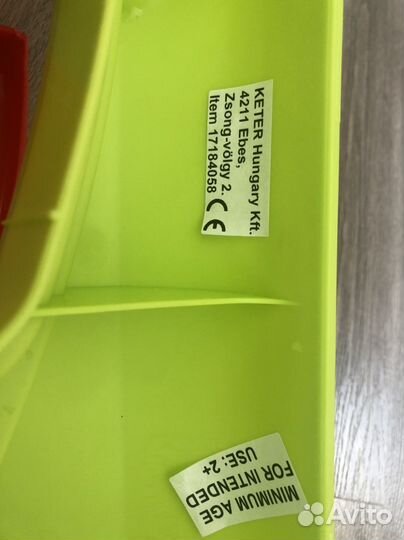 KETER Hungary Kft.
4211 Ebes,
Zsong-völgy 2.
Item 17184058 CE
MINIMUM AGE
FOR INTENDED
USE: 2+
Avito